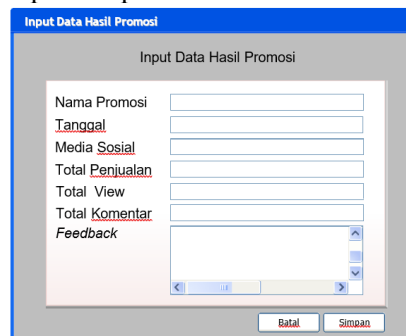 Input Data Hasil Promosi
Input Data Hasil Promosi
Nama Promosi
Tanggal
Media Sosial
Total Penjualan
Total View
Total Komentar
Feedback
Batal Simpan